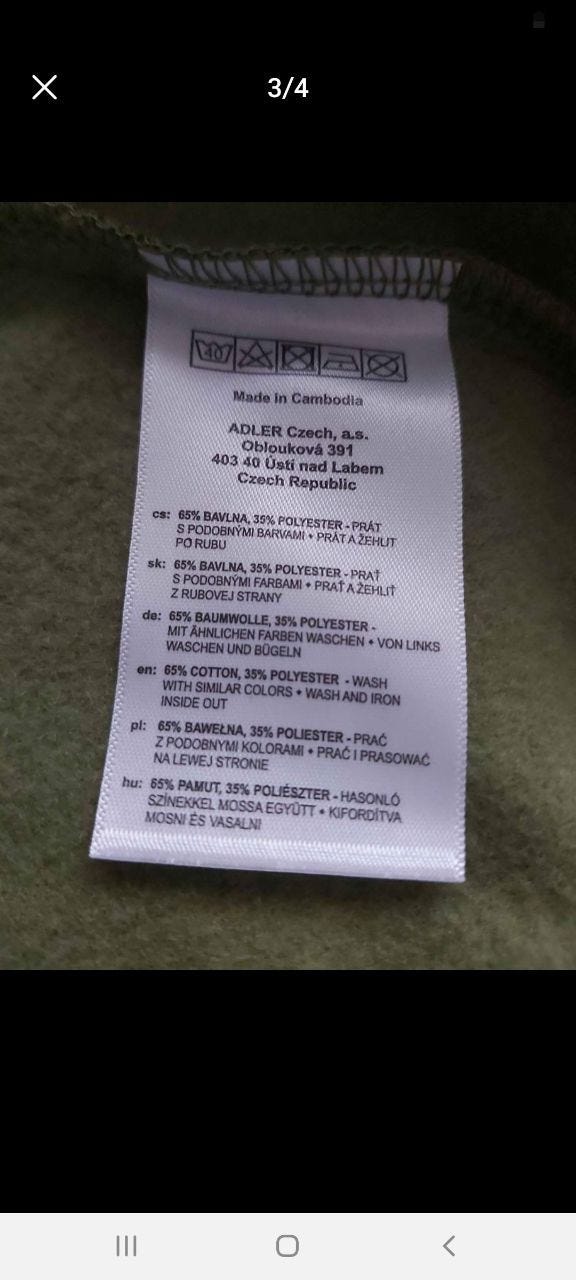 3/4
40
Made in Cambodia
ADLER Czech, a.s.
Oblouková 391
403 40 Ústí nad Labem
Czech Republic
cs: 65% BAVLNA, 35% POLYESTER - PRÁT
S PODOBNÝMI BARVAMI • PRÁT A ŽEHLIT
PO RUBU
sk: 65% BAVLNA, 35% POLYESTER - PRAŤ
S PODOBNÝMI FARBAMI • PRAŤ A ŽEHLIŤ
Z RUBOVEJ STRANY
de: 65% BAUMWOLLE, 35% POLYESTER -
MIT ÄHNLICHEN FARBEN WASCHEN • VON LINKS
WASCHEN UND BÜGELN
en: 65% COTTON, 35% POLYESTER - WASH
WITH SIMILAR COLORS • WASH AND IRON
INSIDE OUT
pl: 65% BAWEŁNA, 35% POLIESTER - PRAĆ
Z PODOBNYMI KOLORAMI • PRAĆ I PRASOWAĆ
NA LEWEJ STRONIE
hu: 65% PAMUT, 35% POLIÉSZTER - HASONLÓ
SZÍNEKKEL MOSSA EGYÜTT • KIFORDÍTVA
MOSNI ÉS VASALNI